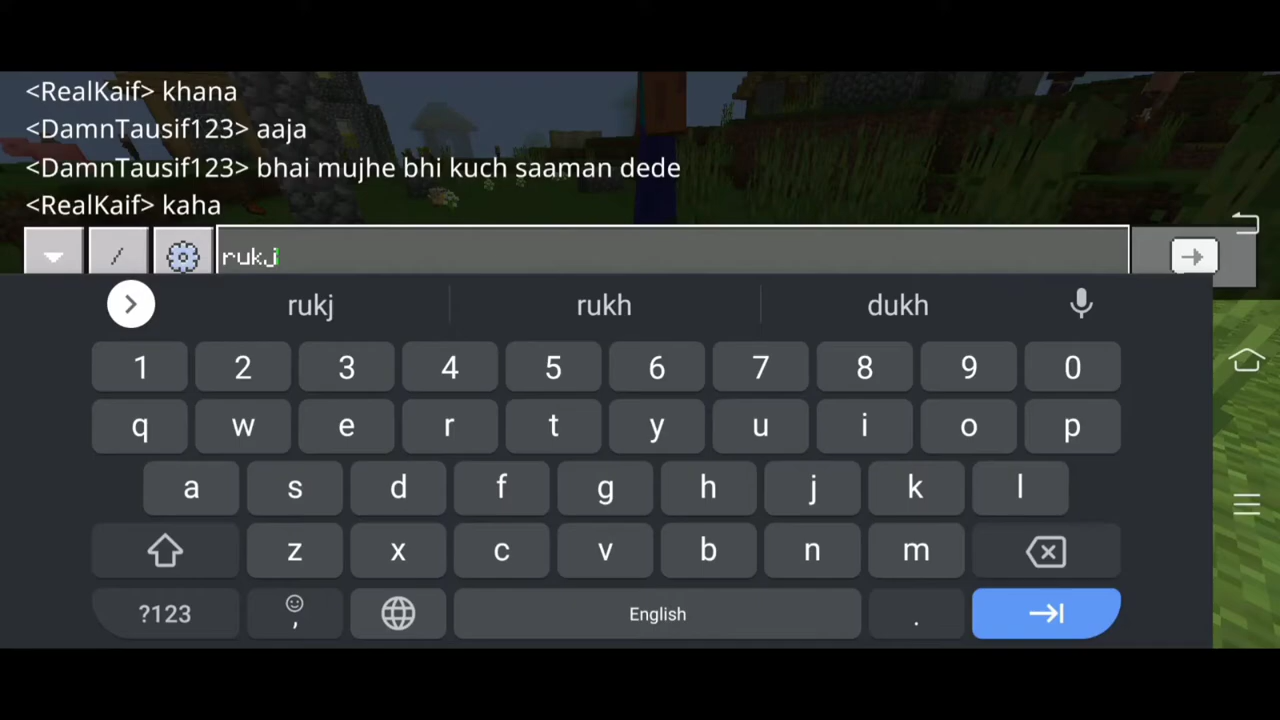 <RealKaif> khana
<DamnTausif123> aaja
<DamnTausif123> bhai mujhe bhi kuch saaman dede
<RealKaif> kaha
/ rukj
rukj rukh dukh
1 2 3 4 5 6 7 8 9 0
q w e r t y u i o p
a s d f g h j k l
z x c v b n m
?123 , English .